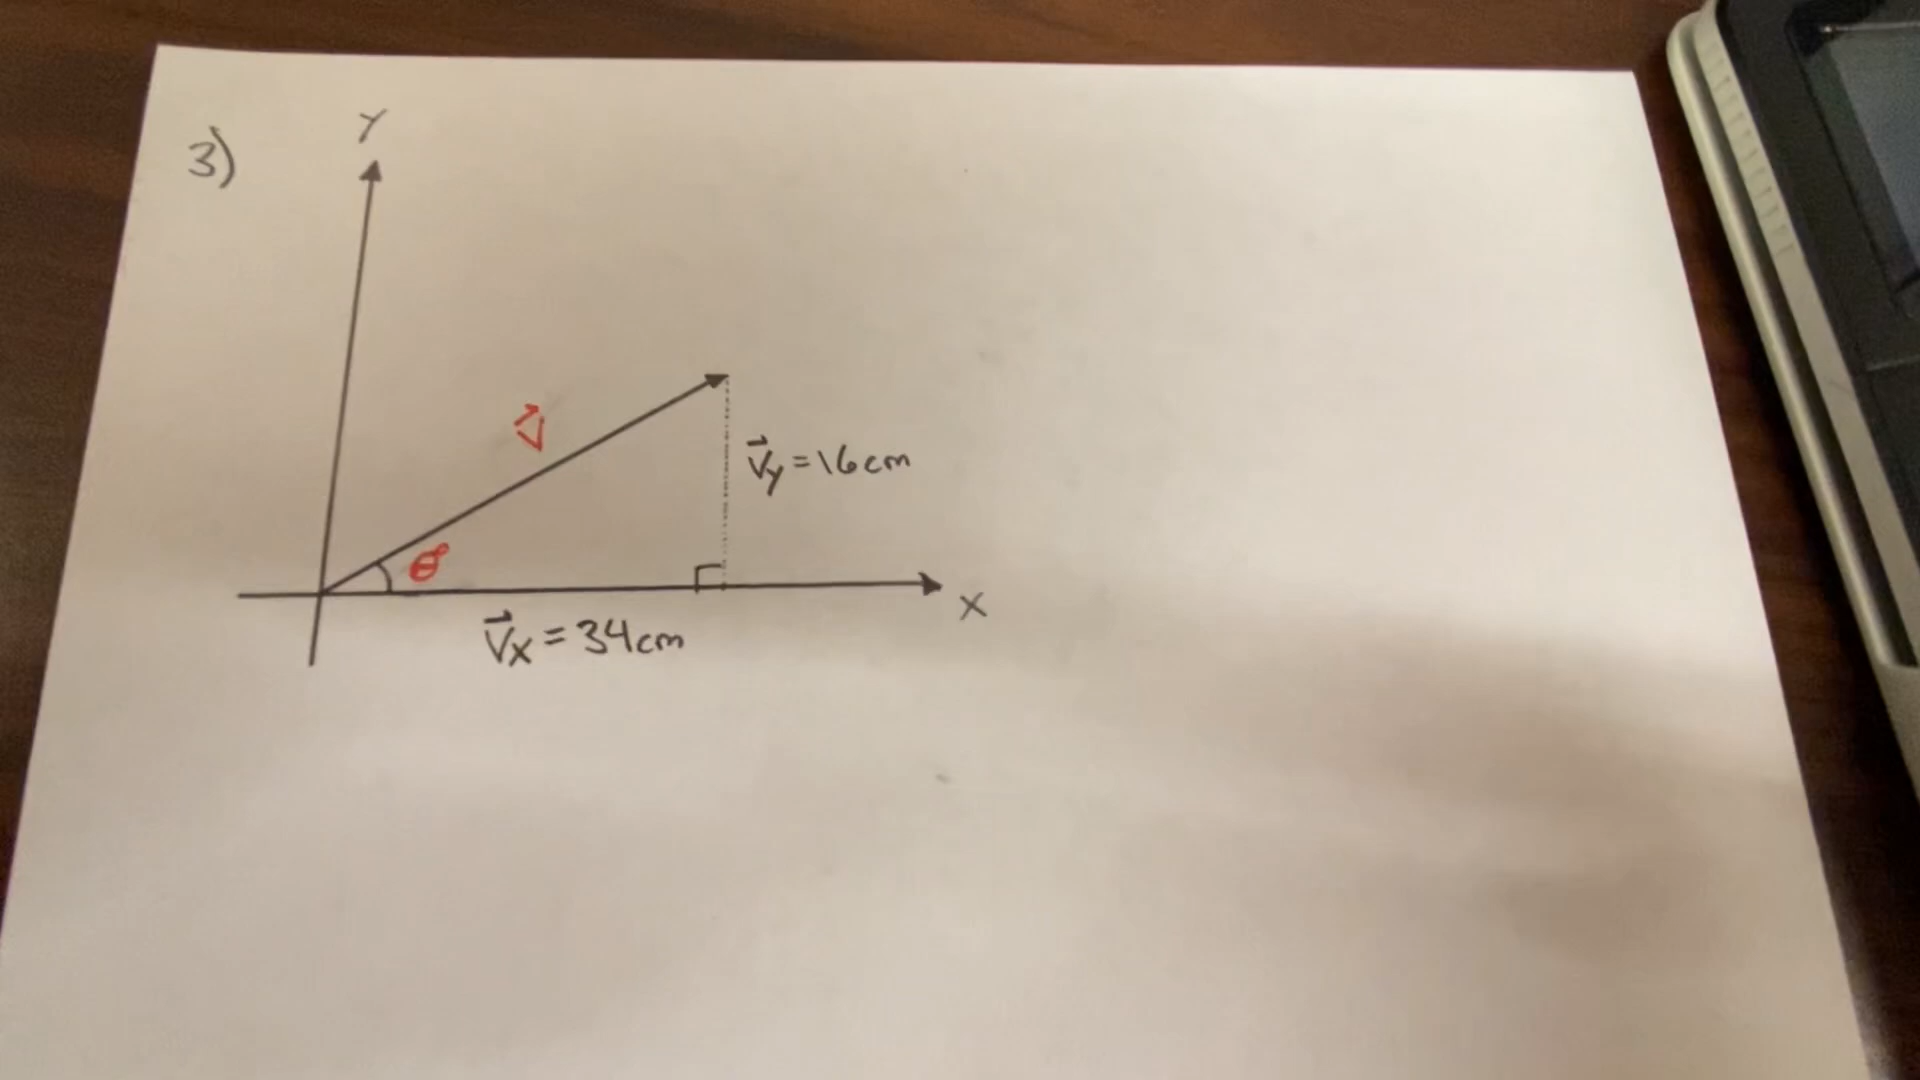 3)
Y
V⃗
V⃗y = 16cm
θ°
X
V⃗x = 34cm